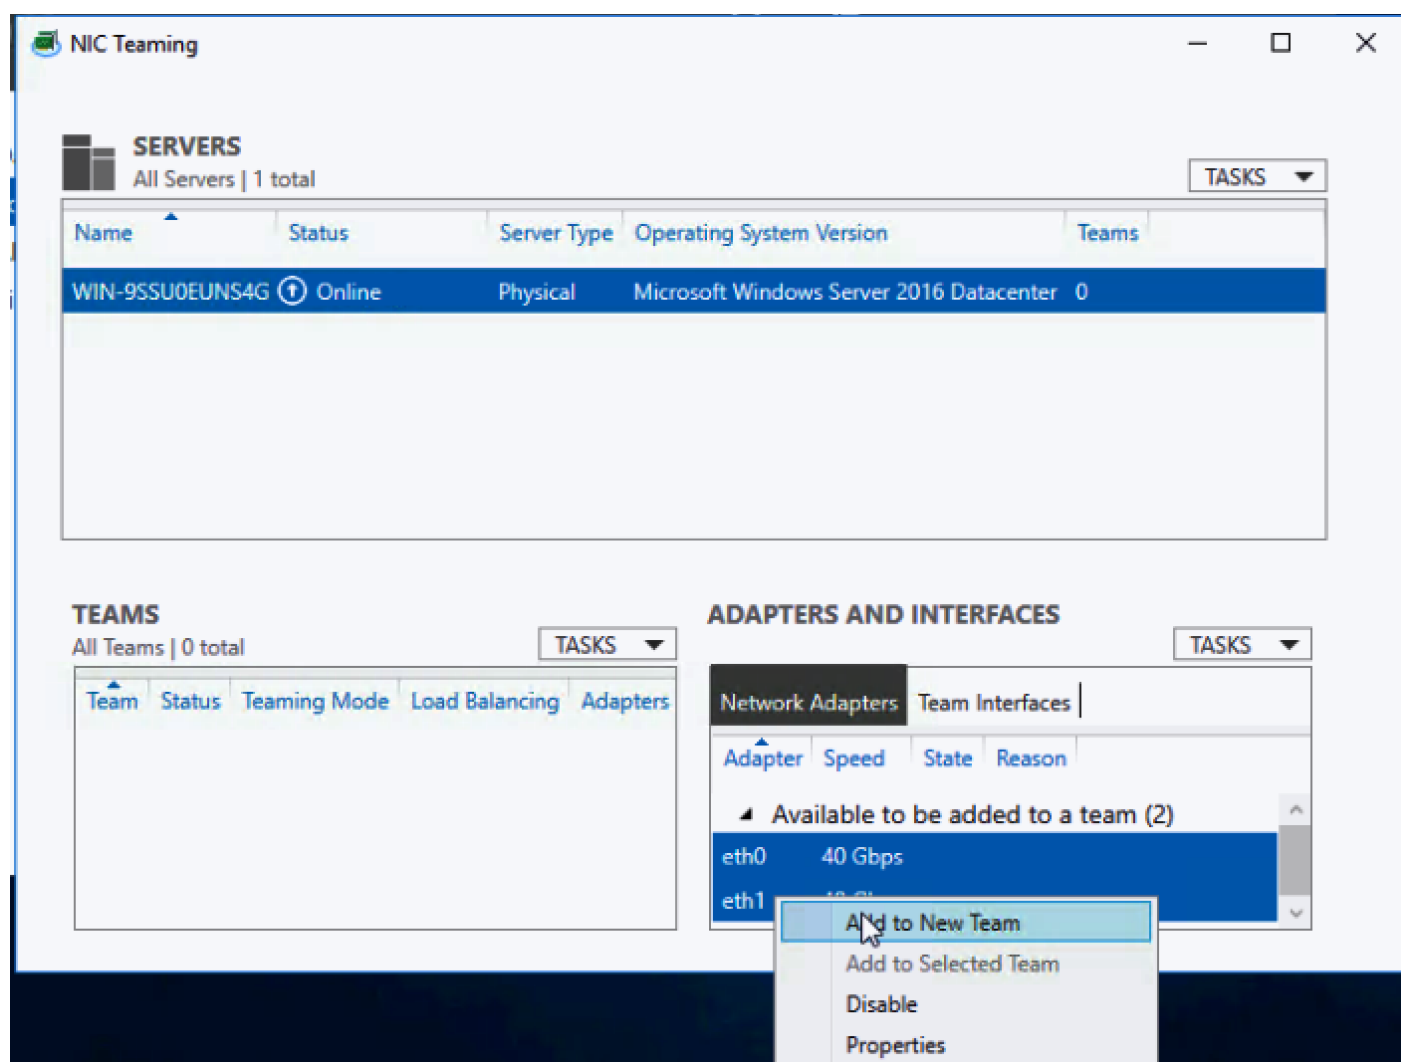 NIC Teaming
SERVERS
All Servers | 1 total
TASKS
Name Status Server Type Operating System Version Teams
WIN-9SSU0EUNS4G Online Physical Microsoft Windows Server 2016 Datacenter 0
TEAMS
All Teams | 0 total
TASKS
Team Status Teaming Mode Load Balancing Adapters
ADAPTERS AND INTERFACES
TASKS
Network Adapters Team Interfaces
Adapter Speed State Reason
Available to be added to a team (2)
eth0 40 Gbps
eth1
Add to New Team
Add to Selected Team
Disable
Properties